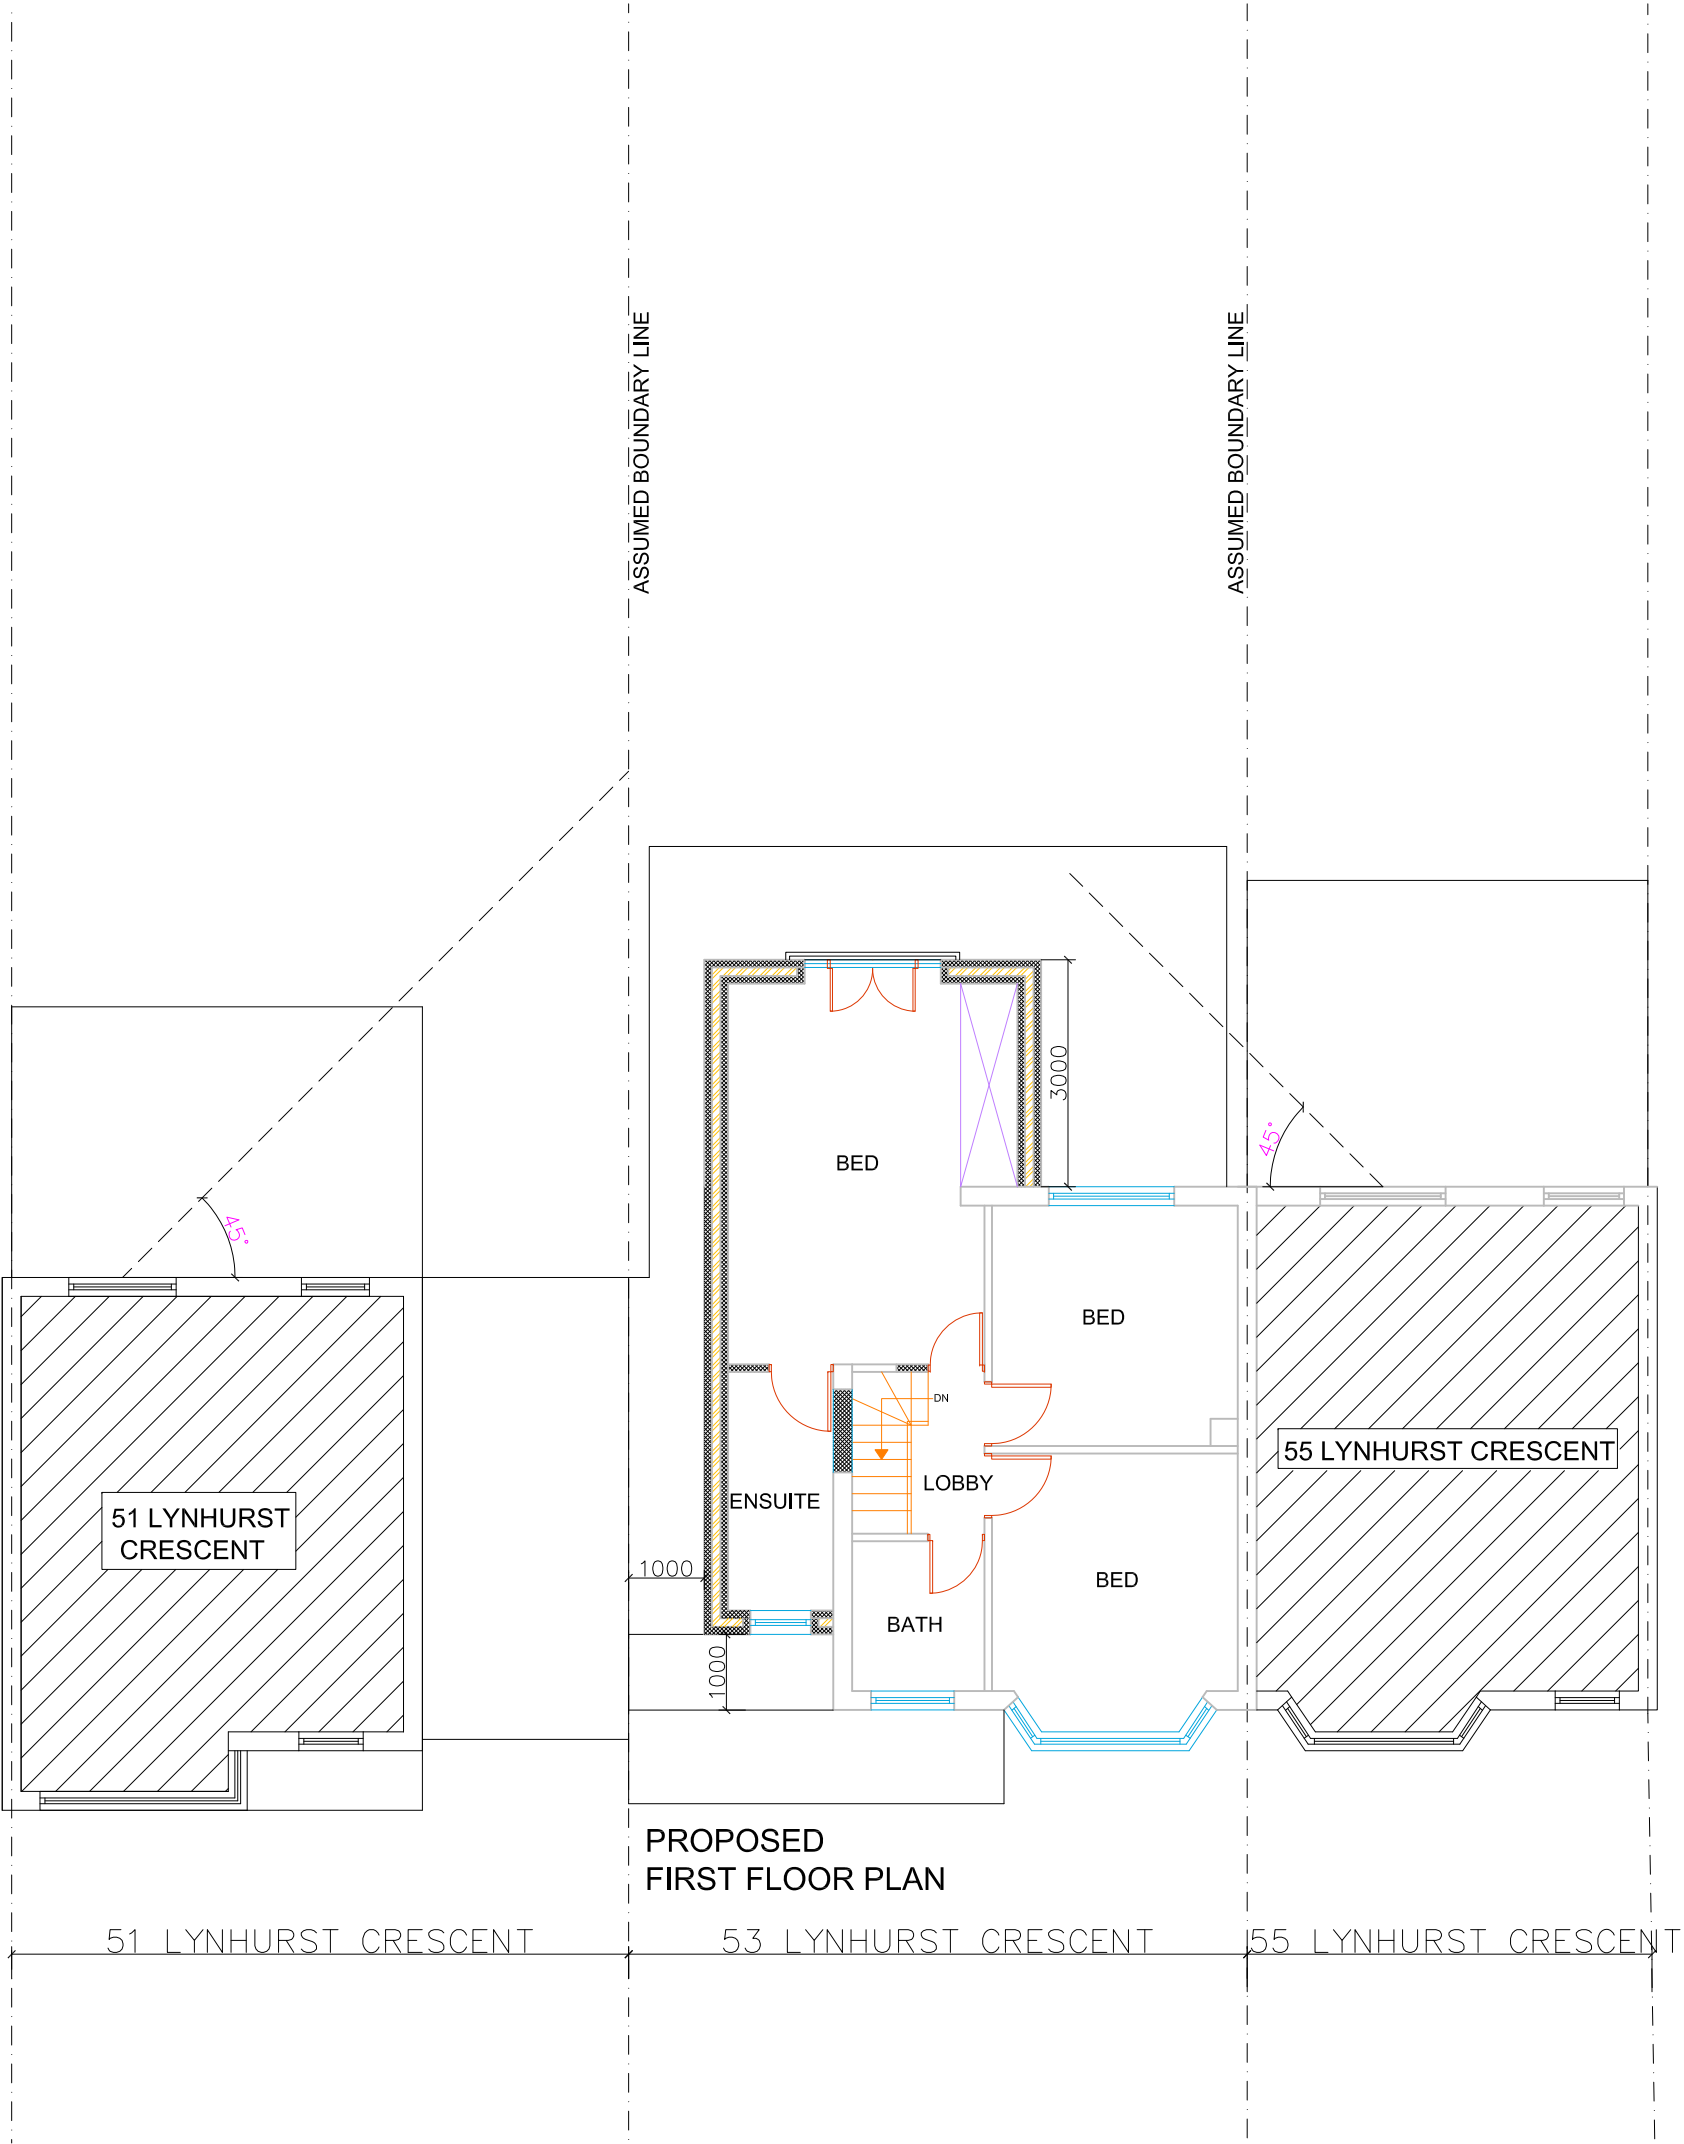 ASSUMED BOUNDARY LINE
ASSUMED BOUNDARY LINE
3000
45°
BED
45°
BED
DN
55 LYNHURST CRESCENT
LOBBY
ENSUITE
51 LYNHURST
CRESCENT
1000
BED
BATH
1000
PROPOSED
FIRST FLOOR PLAN
51 LYNHURST CRESCENT
53 LYNHURST CRESCENT
55 LYNHURST CRESCENT